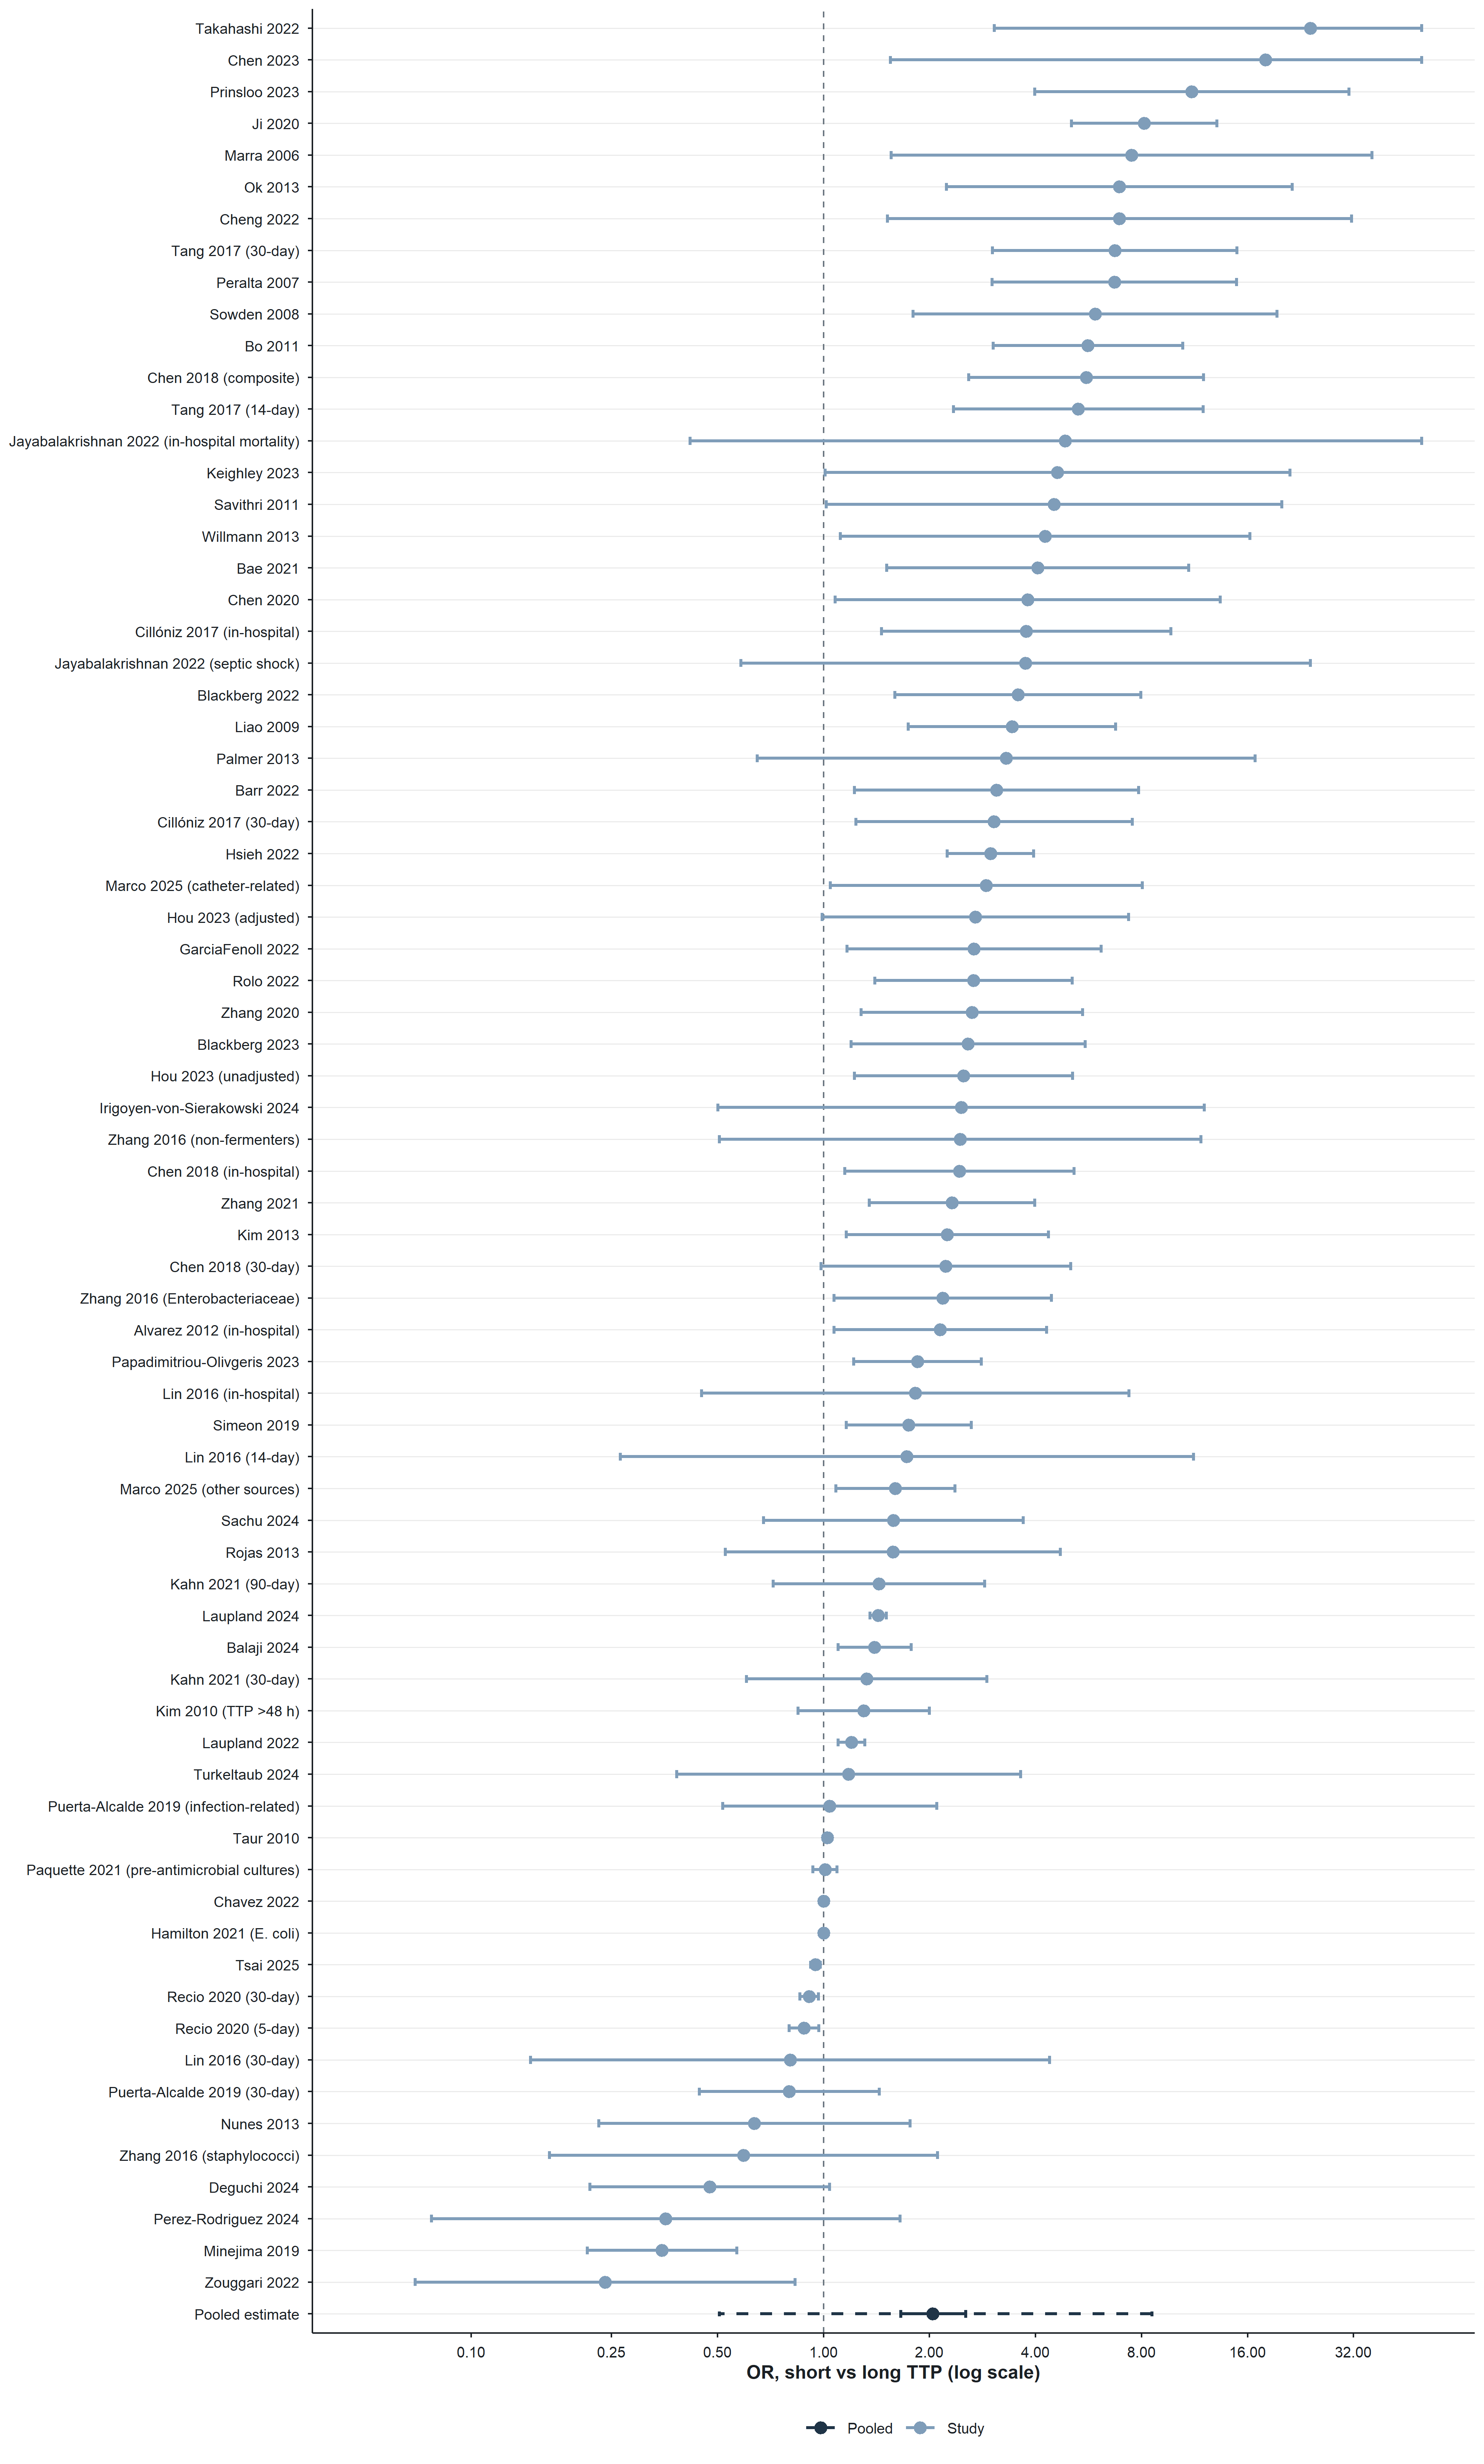 Takahashi 2022
Chen 2023
Prinsloo 2023
Ji 2020
Marra 2006
Ok 2013
Cheng 2022
Tang 2017 (30-day)
Peralta 2007
Sowden 2008
Bo 2011
Chen 2018 (composite)
Tang 2017 (14-day)
Jayabalakrishnan 2022 (in-hospital mortality)
Keighley 2023
Savithri 2011
Willmann 2013
Bae 2021
Chen 2020
Cillóniz 2017 (in-hospital)
Jayabalakrishnan 2022 (septic shock)
Blackberg 2022
Liao 2009
Palmer 2013
Barr 2022
Cillóniz 2017 (30-day)
Hsieh 2022
Marco 2025 (catheter-related)
Hou 2023 (adjusted)
GarciaFenoll 2022
Rolo 2022
Zhang 2020
Blackberg 2023
Hou 2023 (unadjusted)
Irigoyen-von-Sierakowski 2024
Zhang 2016 (non-fermenters)
Chen 2018 (in-hospital)
Zhang 2021
Kim 2013
Chen 2018 (30-day)
Zhang 2016 (Enterobacteriaceae)
Alvarez 2012 (in-hospital)
Papadimitriou-Olivgeris 2023
Lin 2016 (in-hospital)
Simeon 2019
Lin 2016 (14-day)
Marco 2025 (other sources)
Sachu 2024
Rojas 2013
Kahn 2021 (90-day)
Laupland 2024
Balaji 2024
Kahn 2021 (30-day)
Kim 2010 (TTP >48 h)
Laupland 2022
Turkeltaub 2024
Puerta-Alcalde 2019 (infection-related)
Taur 2010
Paquette 2021 (pre-antimicrobial cultures)
Chavez 2022
Hamilton 2021 (E. coli)
Tsai 2025
Recio 2020 (30-day)
Recio 2020 (5-day)
Lin 2016 (30-day)
Puerta-Alcalde 2019 (30-day)
Nunes 2013
Zhang 2016 (staphylococci)
Deguchi 2024
Perez-Rodriguez 2024
Minejima 2019
Zouggari 2022
Pooled estimate
0.10 0.25 0.50 1.00 2.00 4.00 8.00 16.00 32.00
OR, short vs long TTP (log scale)
Pooled Study